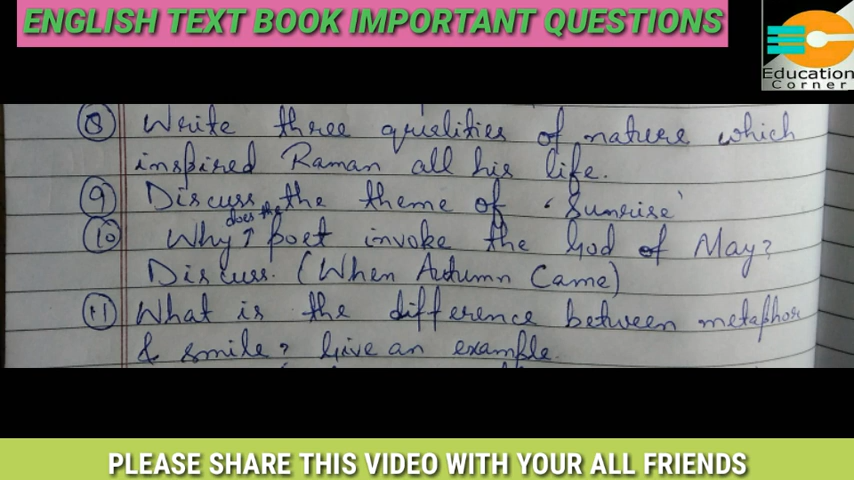 ENGLISH TEXT BOOK IMPORTANT QUESTIONS
Education
Corner
8 Write three qualities of nature which
inspired Raman all his life.
9 Discuss the theme of 'Sunrise'
10 Why does the poet invoke the God of May?
Discuss. (When Autumn Came)
11 What is the difference between metaphor
& smile? Give an example.
PLEASE SHARE THIS VIDEO WITH YOUR ALL FRIENDS